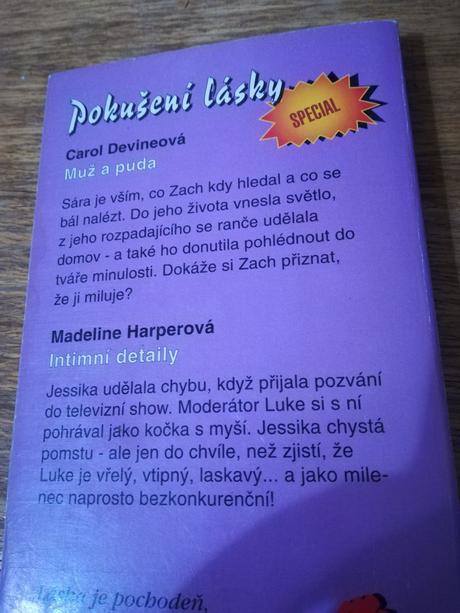 Pokušení lásky
SPECIAL
Carol Devineová
Muž a puda
Sára je vším, co Zach kdy hledal a co se
bál nalézt. Do jeho života vnesla světlo,
z jeho rozpadajícího se ranče udělala
domov - a také ho donutila pohlédnout do
tváře minulosti. Dokáže si Zach přiznat,
že ji miluje?
Madeline Harperová
Intimní detaily
Jessika udělala chybu, když přijala pozvání
do televizní show. Moderátor Luke si s ní
pohrával jako kočka s myší. Jessika chystá
pomstu - ale jen do chvíle, než zjistí, že
Luke je vřelý, vtipný, laskavý... a jako mile-
nec naprosto bezkonkurenční!
Láska je pochodeň,